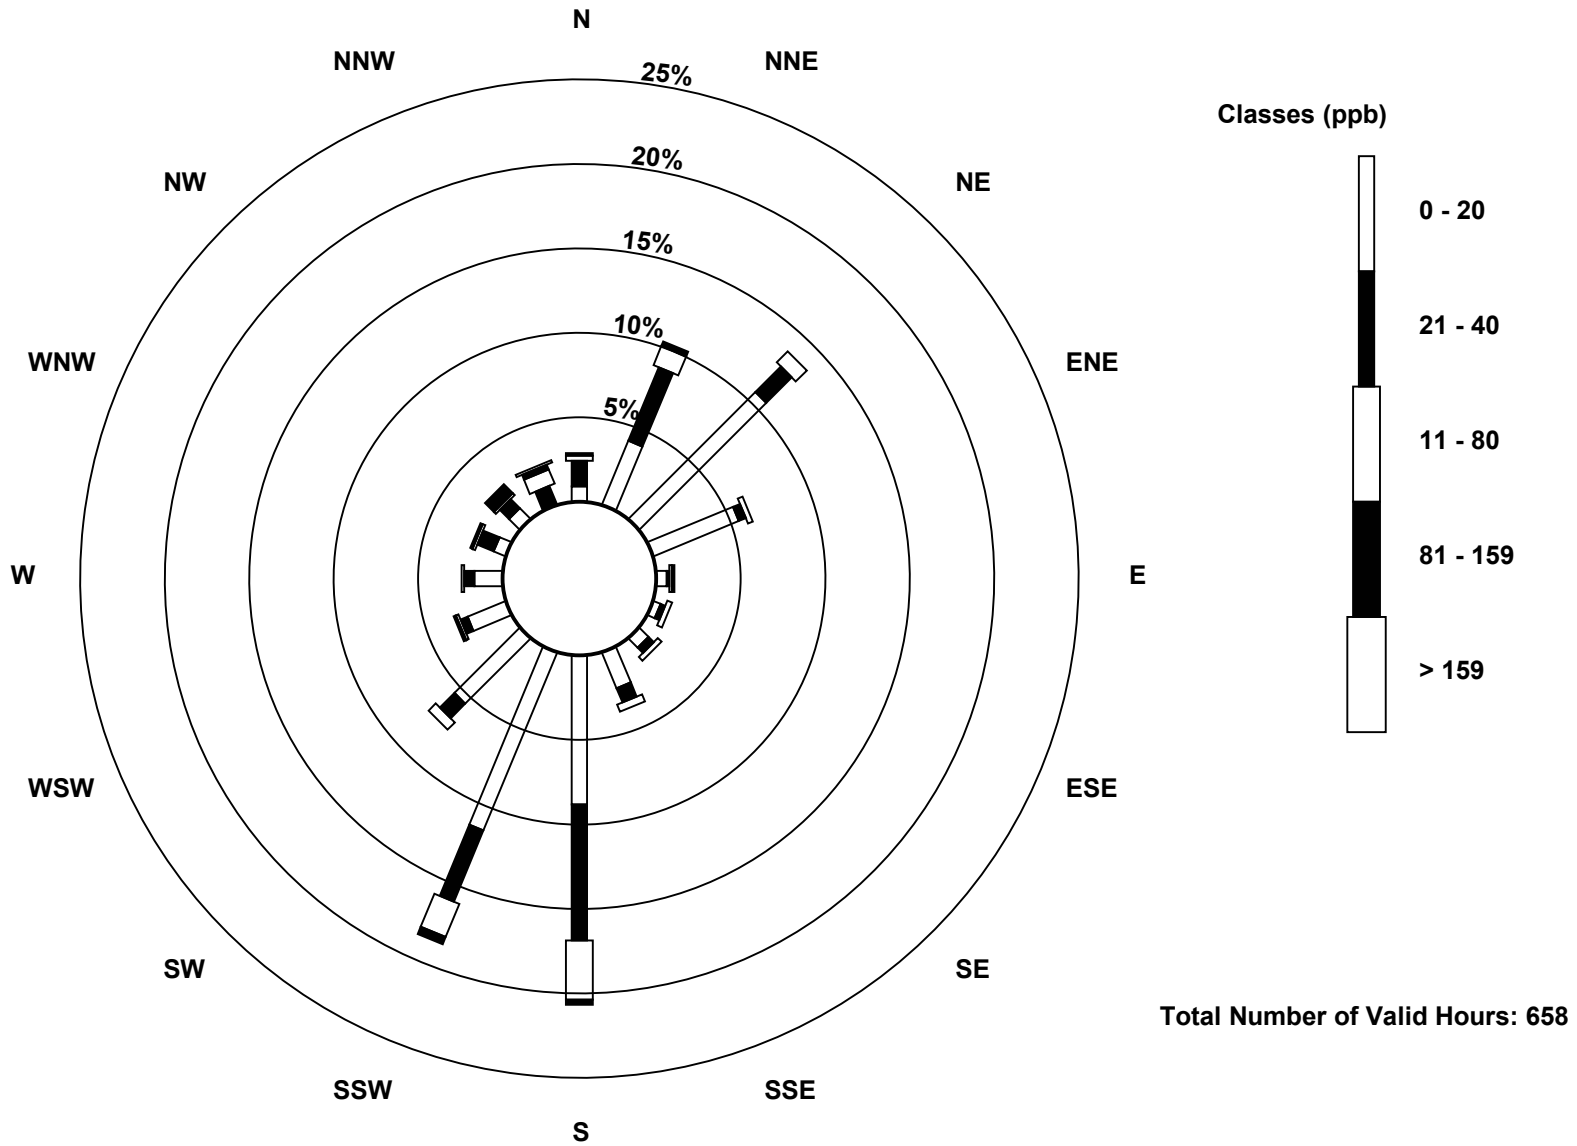 N
NNW
NNE
25%
Classes (ppb)
20%
NW
NE
0 - 20
15%
10%
21 - 40
WNW
ENE
5%
11 - 80
81 - 159
W
E
> 159
WSW
ESE
SW
SE
Total Number of Valid Hours: 658
SSW
SSE
S